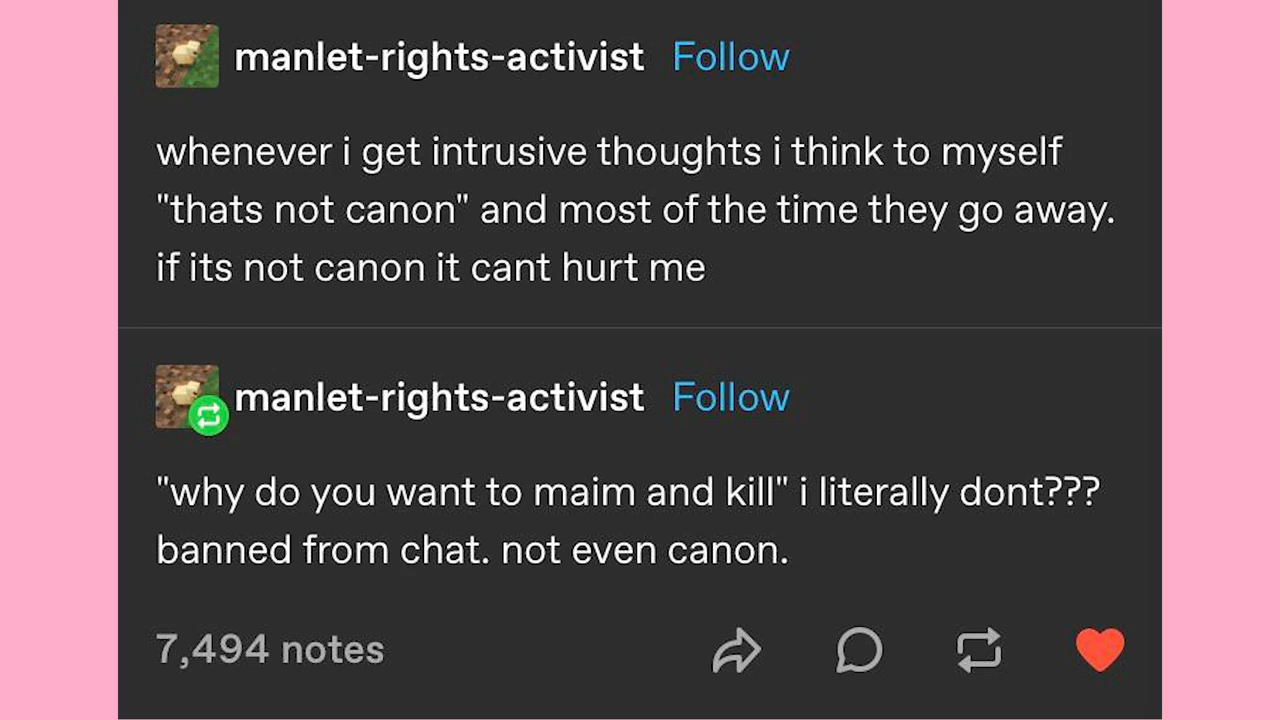 manlet-rights-activist Follow
whenever i get intrusive thoughts i think to myself
"thats not canon" and most of the time they go away.
if its not canon it cant hurt me
manlet-rights-activist Follow
"why do you want to maim and kill" i literally dont???
banned from chat. not even canon.
7,494 notes